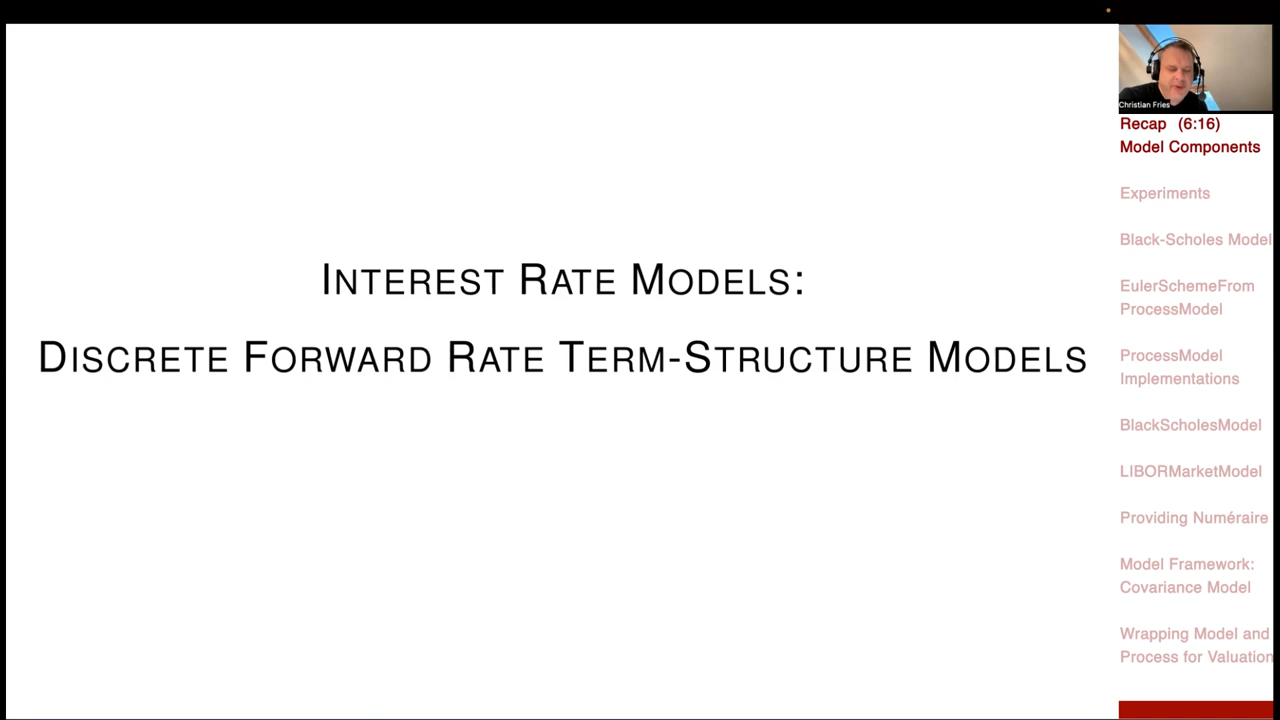 INTEREST RATE MODELS:
DISCRETE FORWARD RATE TERM-STRUCTURE MODELS
Christian Fries
Recap (6:16)
Model Components
Experiments
Black-Scholes Model
EulerSchemeFrom
ProcessModel
ProcessModel
Implementations
BlackScholesModel
LIBORMarketModel
Providing Numéraire
Model Framework:
Covariance Model
Wrapping Model and
Process for Valuation